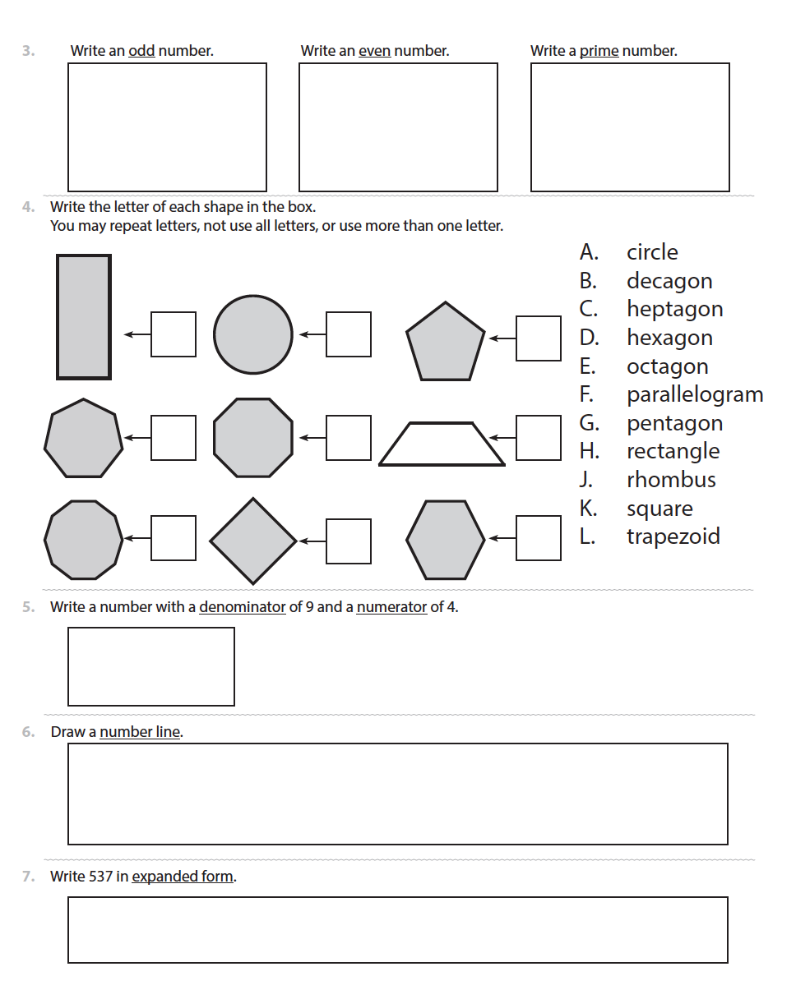 3. Write an odd number. Write an even number. Write a prime number.
4. Write the letter of each shape in the box.
You may repeat letters, not use all letters, or use more than one letter.
A. circle
B. decagon
C. heptagon
D. hexagon
E. octagon
F. parallelogram
G. pentagon
H. rectangle
J. rhombus
K. square
L. trapezoid
5. Write a number with a denominator of 9 and a numerator of 4.
6. Draw a number line.
7. Write 537 in expanded form.